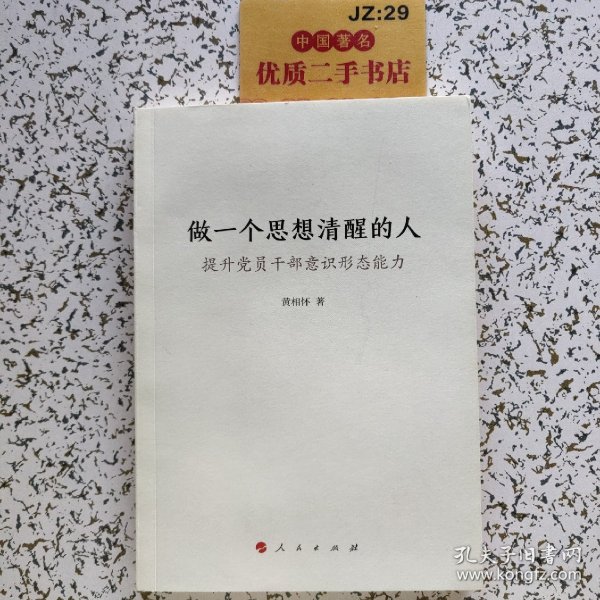 JZ:29
中国著名
优质二手书店
做一个思想清醒的人
提升党员干部意识形态能力
黄相怀 著
人民出版社
孔夫子旧书网
www.kongfz.com